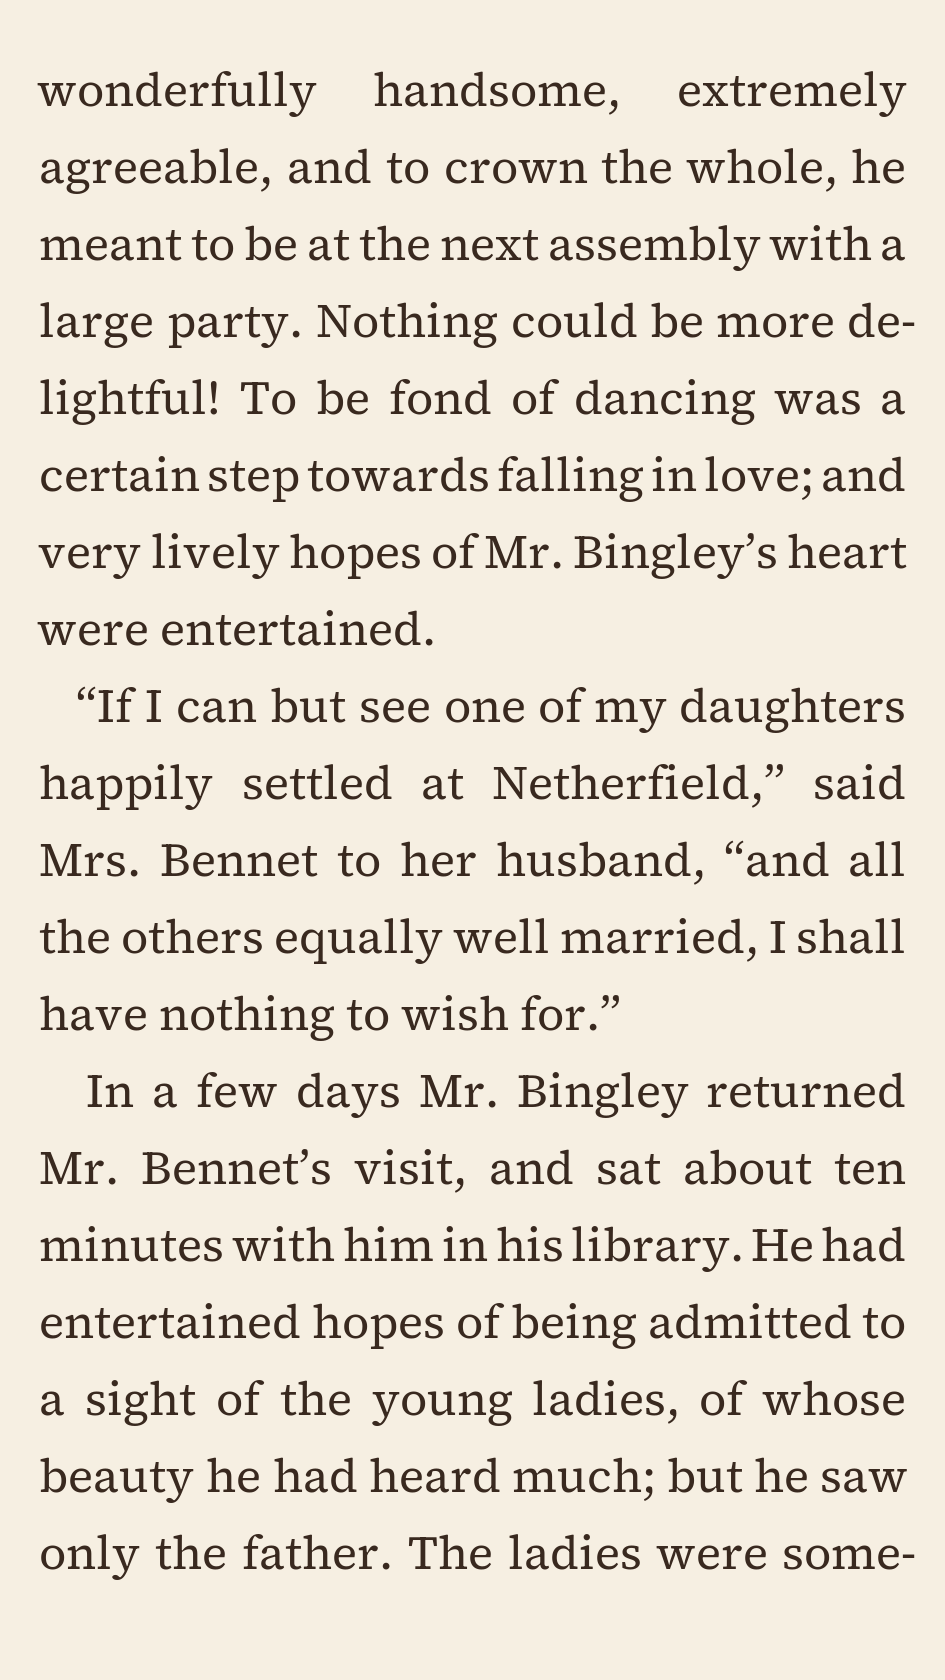 wonderfully handsome, extremely
agreeable, and to crown the whole, he
meant to be at the next assembly with a
large party. Nothing could be more de-
lightful! To be fond of dancing was a
certain step towards falling in love; and
very lively hopes of Mr. Bingley’s heart
were entertained.
“If I can but see one of my daughters
happily settled at Netherfield,” said
Mrs. Bennet to her husband, “and all
the others equally well married, I shall
have nothing to wish for.”
In a few days Mr. Bingley returned
Mr. Bennet’s visit, and sat about ten
minutes with him in his library. He had
entertained hopes of being admitted to
a sight of the young ladies, of whose
beauty he had heard much; but he saw
only the father. The ladies were some-